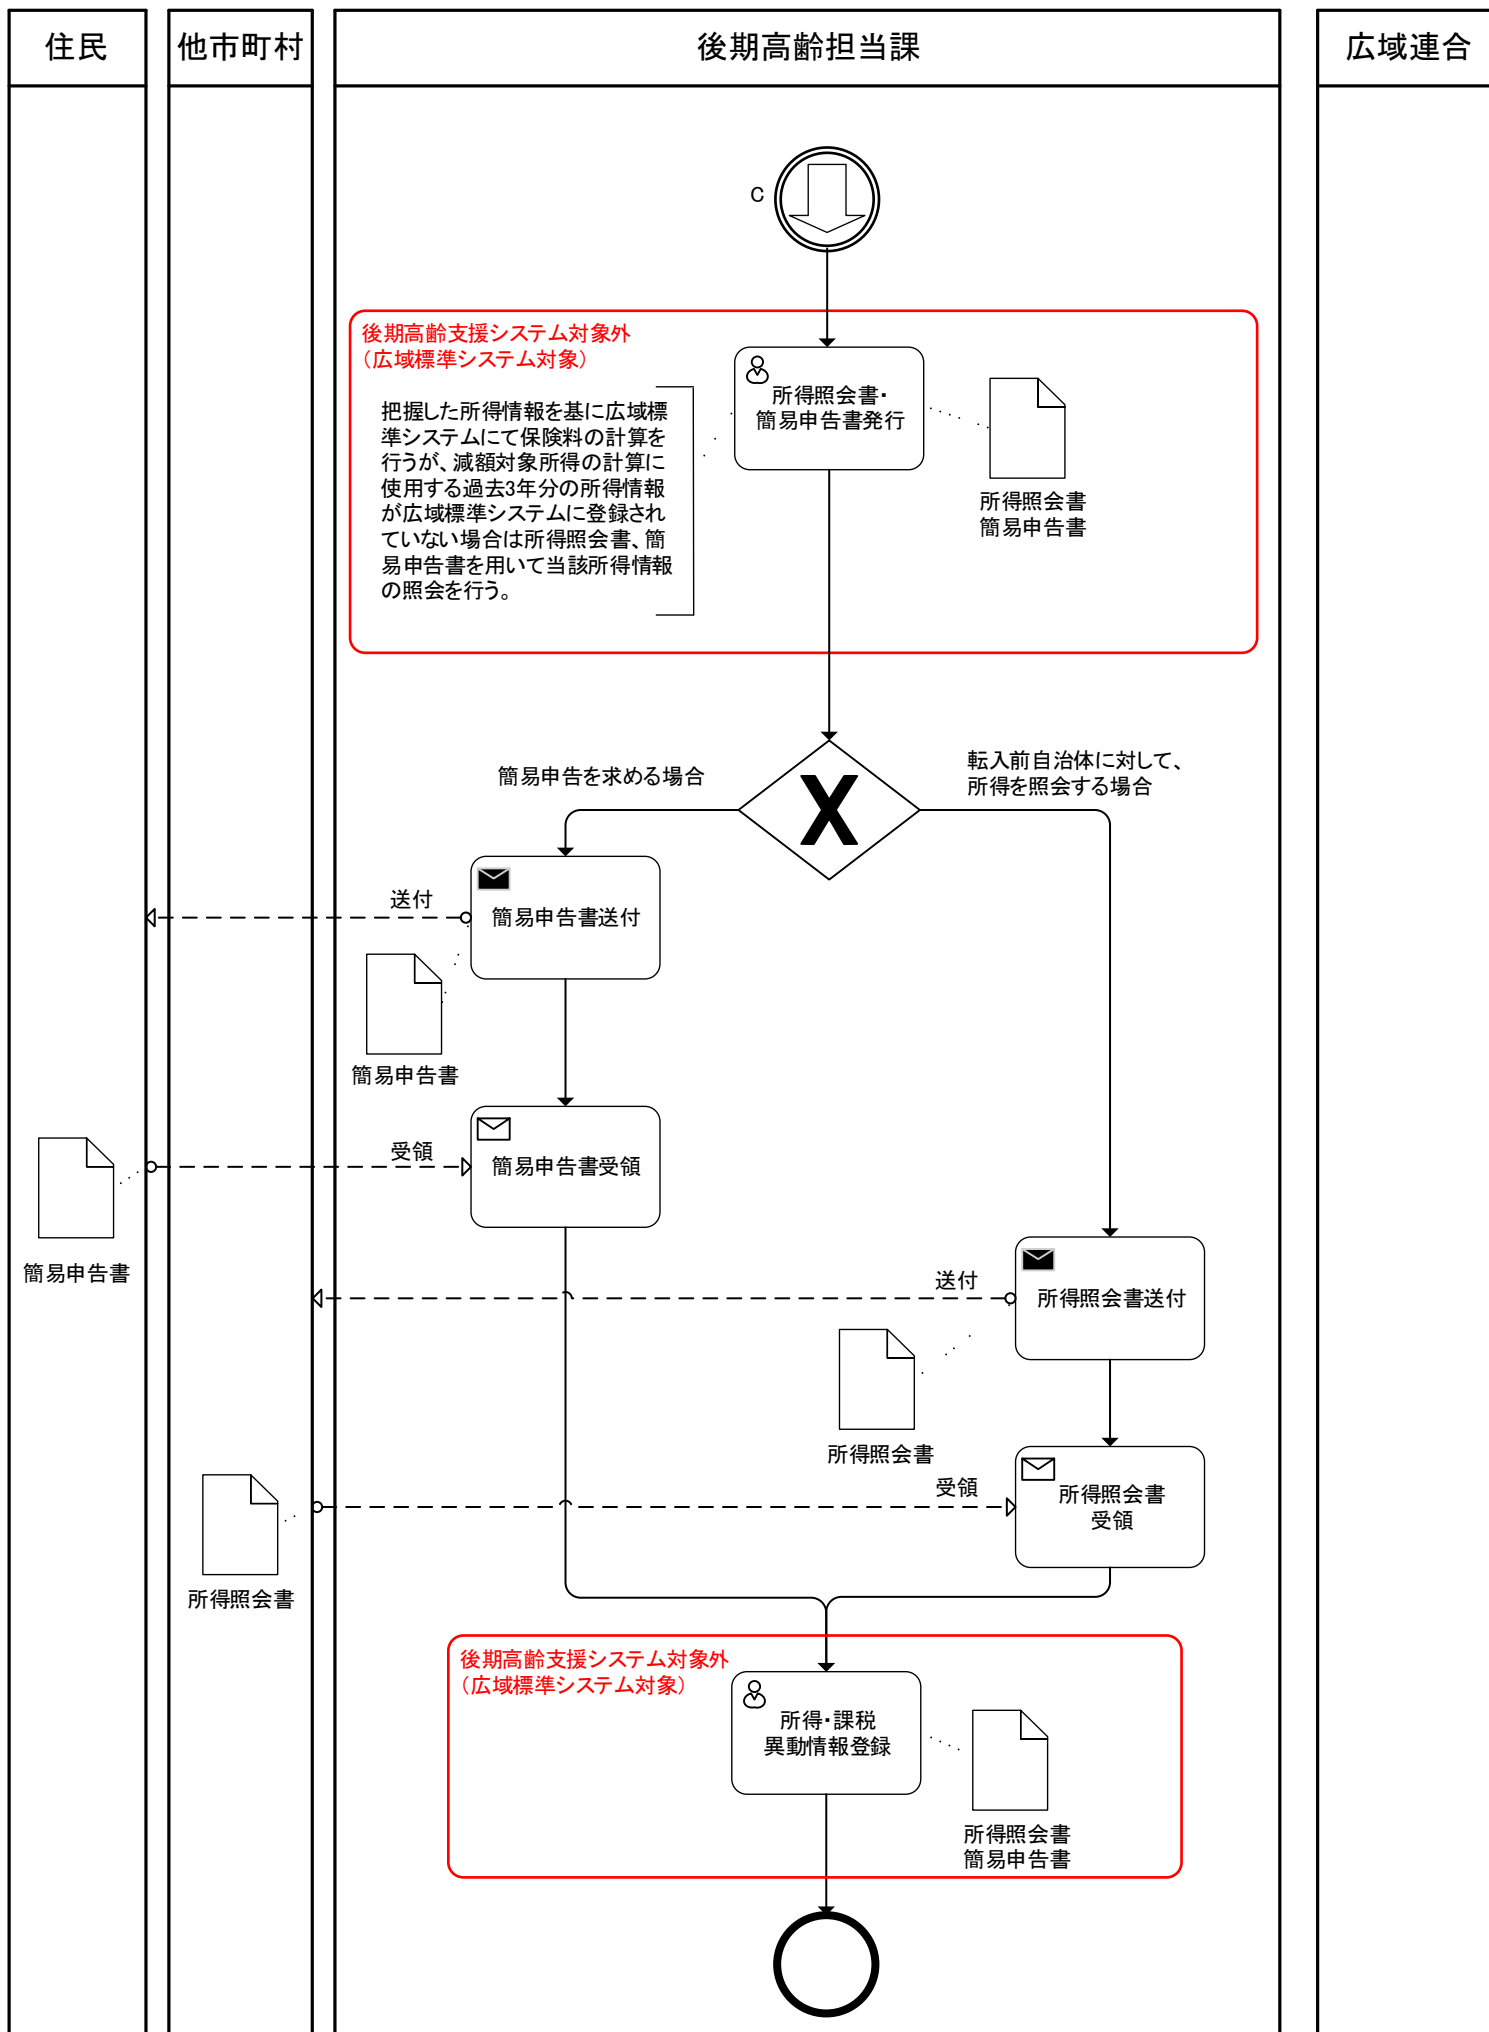 住民
他市町村
後期高齢担当課
広域連合
C
後期高齢支援システム対象外
（広域標準システム対象）
把握した所得情報を基に広域標
準システムにて保険料の計算を
行うが、減額対象所得の計算に
使用する過去3年分の所得情報
が広域標準システムに登録され
ていない場合は所得照会書、簡
易申告書を用いて当該所得情報
の照会を行う。
所得照会書・
簡易申告書発行
所得照会書
簡易申告書
簡易申告を求める場合
転入前自治体に対して、
所得を照会する場合
X
送付
簡易申告書送付
簡易申告書
受領
簡易申告書受領
簡易申告書
送付
所得照会書送付
所得照会書
受領
所得照会書
受領
所得照会書
後期高齢支援システム対象外
（広域標準システム対象）
所得・課税
異動情報登録
所得照会書
簡易申告書